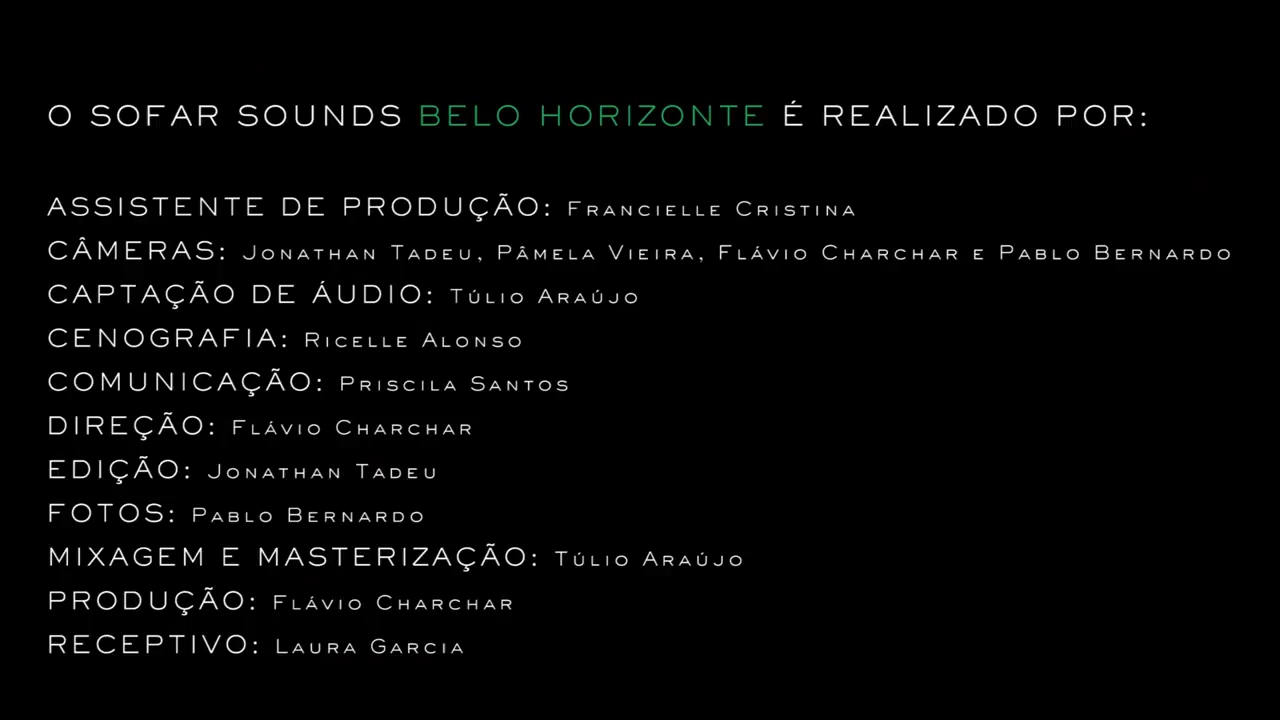 O SOFAR SOUNDS BELO HORIZONTE É REALIZADO POR:
ASSISTENTE DE PRODUÇÃO: Francielle Cristina
CÂMERAS: Jonathan Tadeu, Pâmela Vieira, Flávio Charchar e Pablo Bernardo
CAPTAÇÃO DE ÁUDIO: Túlio Araújo
CENOGRAFIA: Ricelle Alonso
COMUNICAÇÃO: Priscila Santos
DIREÇÃO: Flávio Charchar
EDIÇÃO: Jonathan Tadeu
FOTOS: Pablo Bernardo
MIXAGEM E MASTERIZAÇÃO: Túlio Araújo
PRODUÇÃO: Flávio Charchar
RECEPTIVO: Laura Garcia